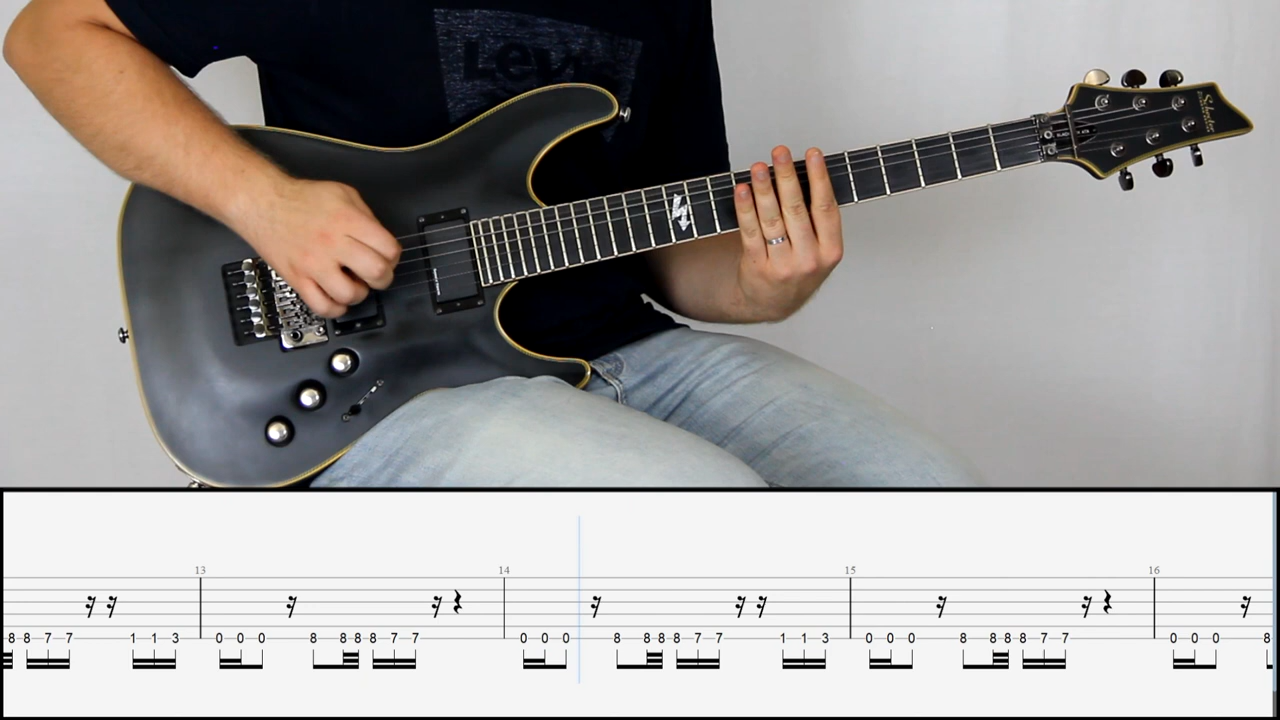 Levi's
Schecter
13 14 15 16
8 8 7 7 1 1 3 0 0 0 8 8 8 8 7 7 0 0 0 8 8 8 8 7 7 1 1 3 0 0 0 8 8 8 8 7 7 0 0 0 8